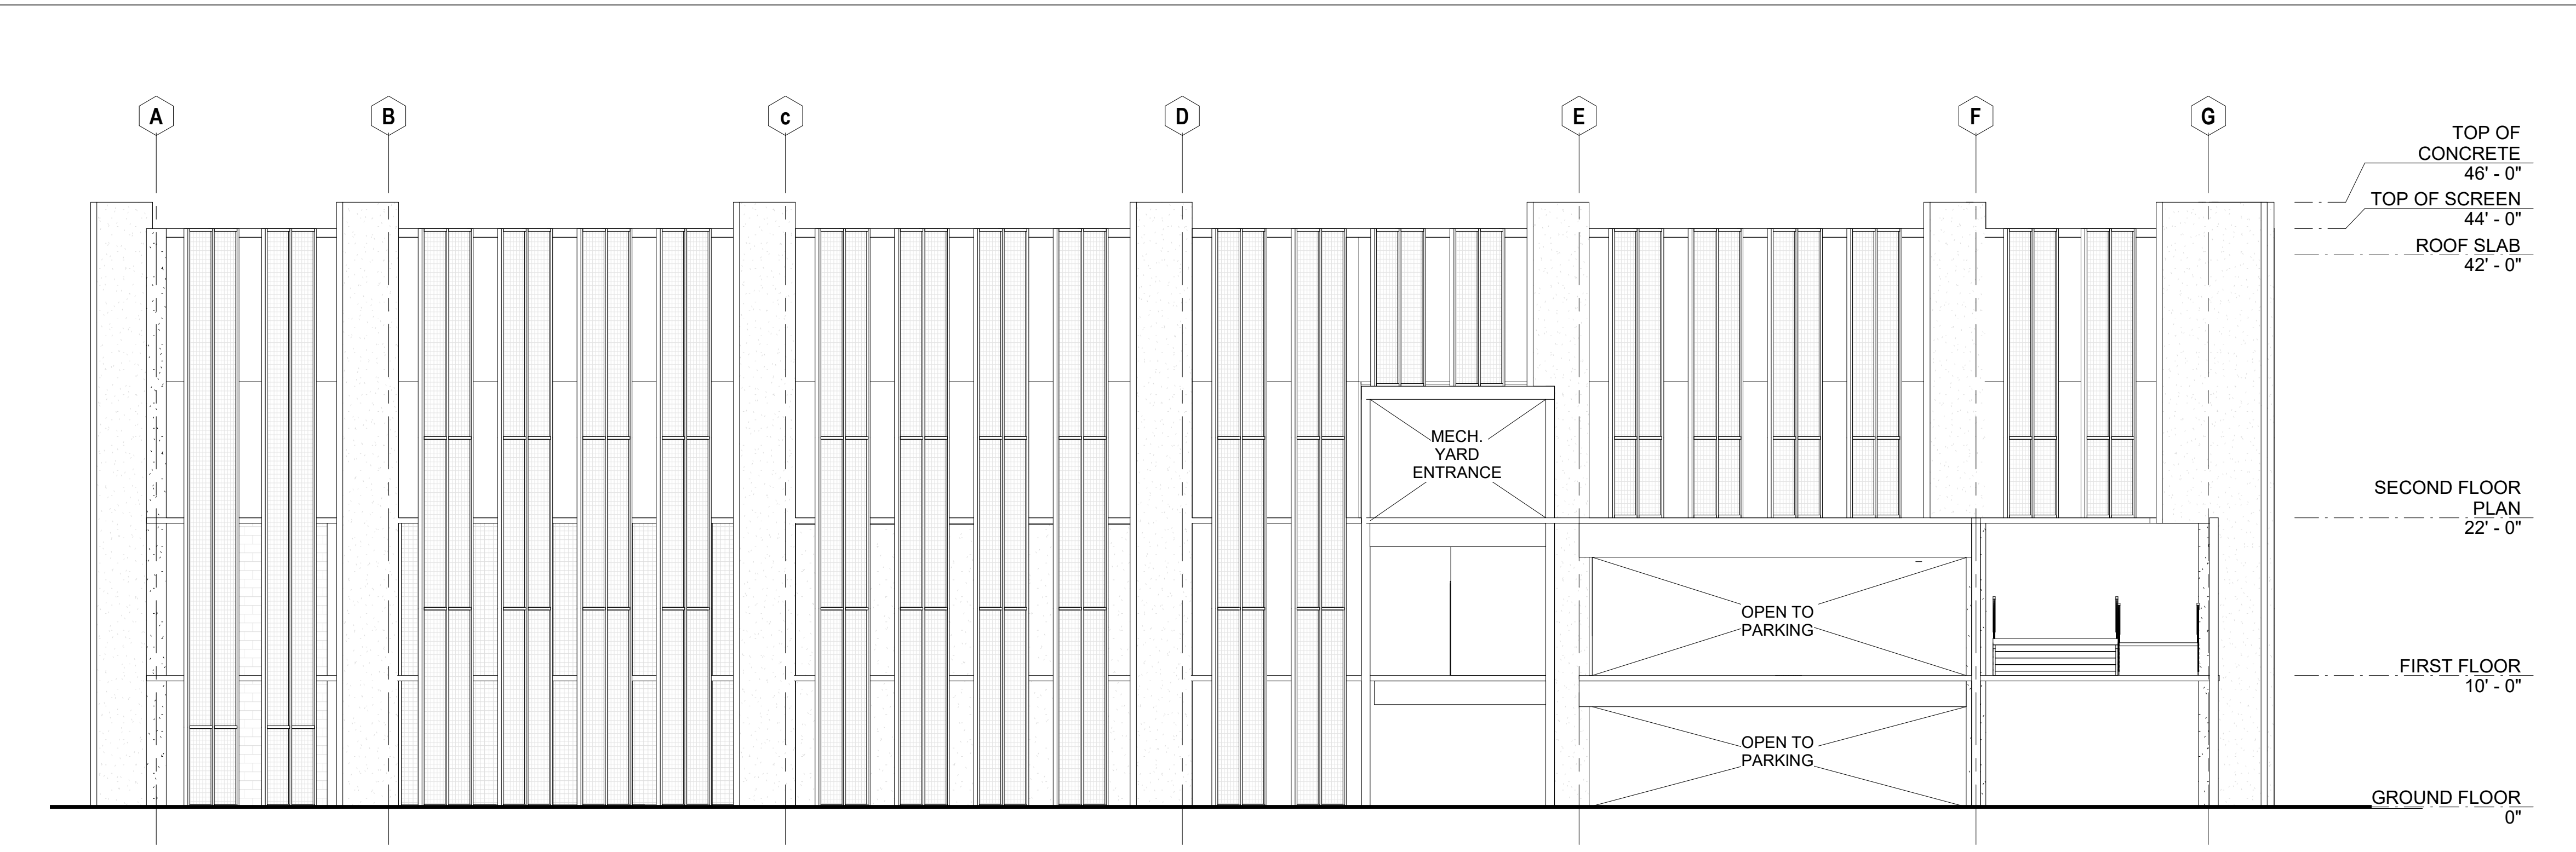 A
B
c
D
E
F
G
TOP OF
CONCRETE
46' - 0"
TOP OF SCREEN
44' - 0"
ROOF SLAB
42' - 0"
MECH.
YARD
ENTRANCE
SECOND FLOOR
PLAN
22' - 0"
OPEN TO
PARKING
FIRST FLOOR
10' - 0"
OPEN TO
PARKING
GROUND FLOOR
0"